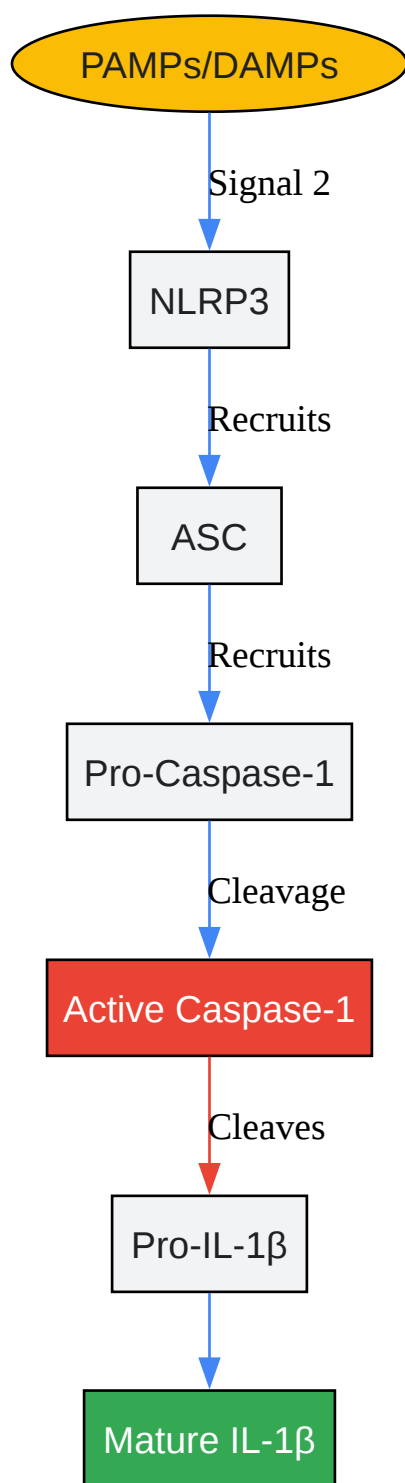 PAMPs/DAMPs
Signal 2
NLRP3
Recruits
ASC
Recruits
Pro-Caspase-1
Cleavage
Active Caspase-1
Cleaves
Pro-IL-1β
Mature IL-1β